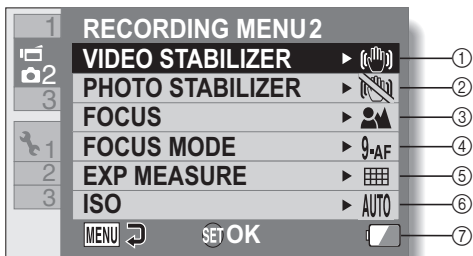 1 RECORDING MENU 2
VIDEO STABILIZER ①
2 PHOTO STABILIZER ②
3 FOCUS ③
1 FOCUS MODE 9-AF ④
2 EXP MEASURE ⑤
3 ISO AUTO ⑥
MENU SET OK ⑦